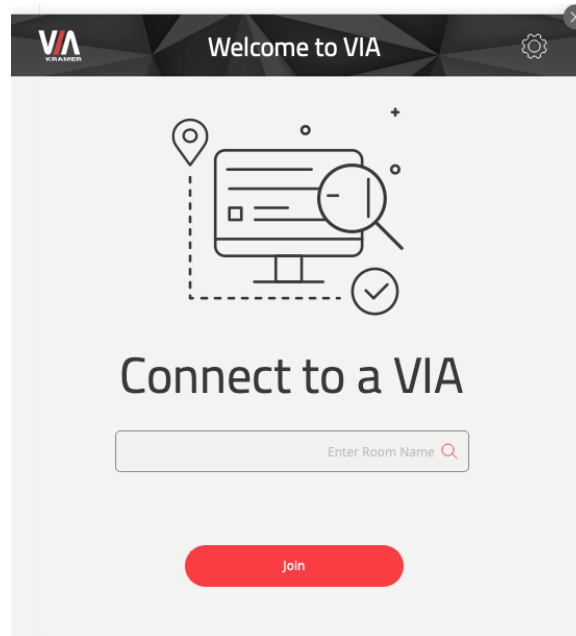 VIA
KRAMER
Welcome to VIA
Connect to a VIA
Enter Room Name
Join